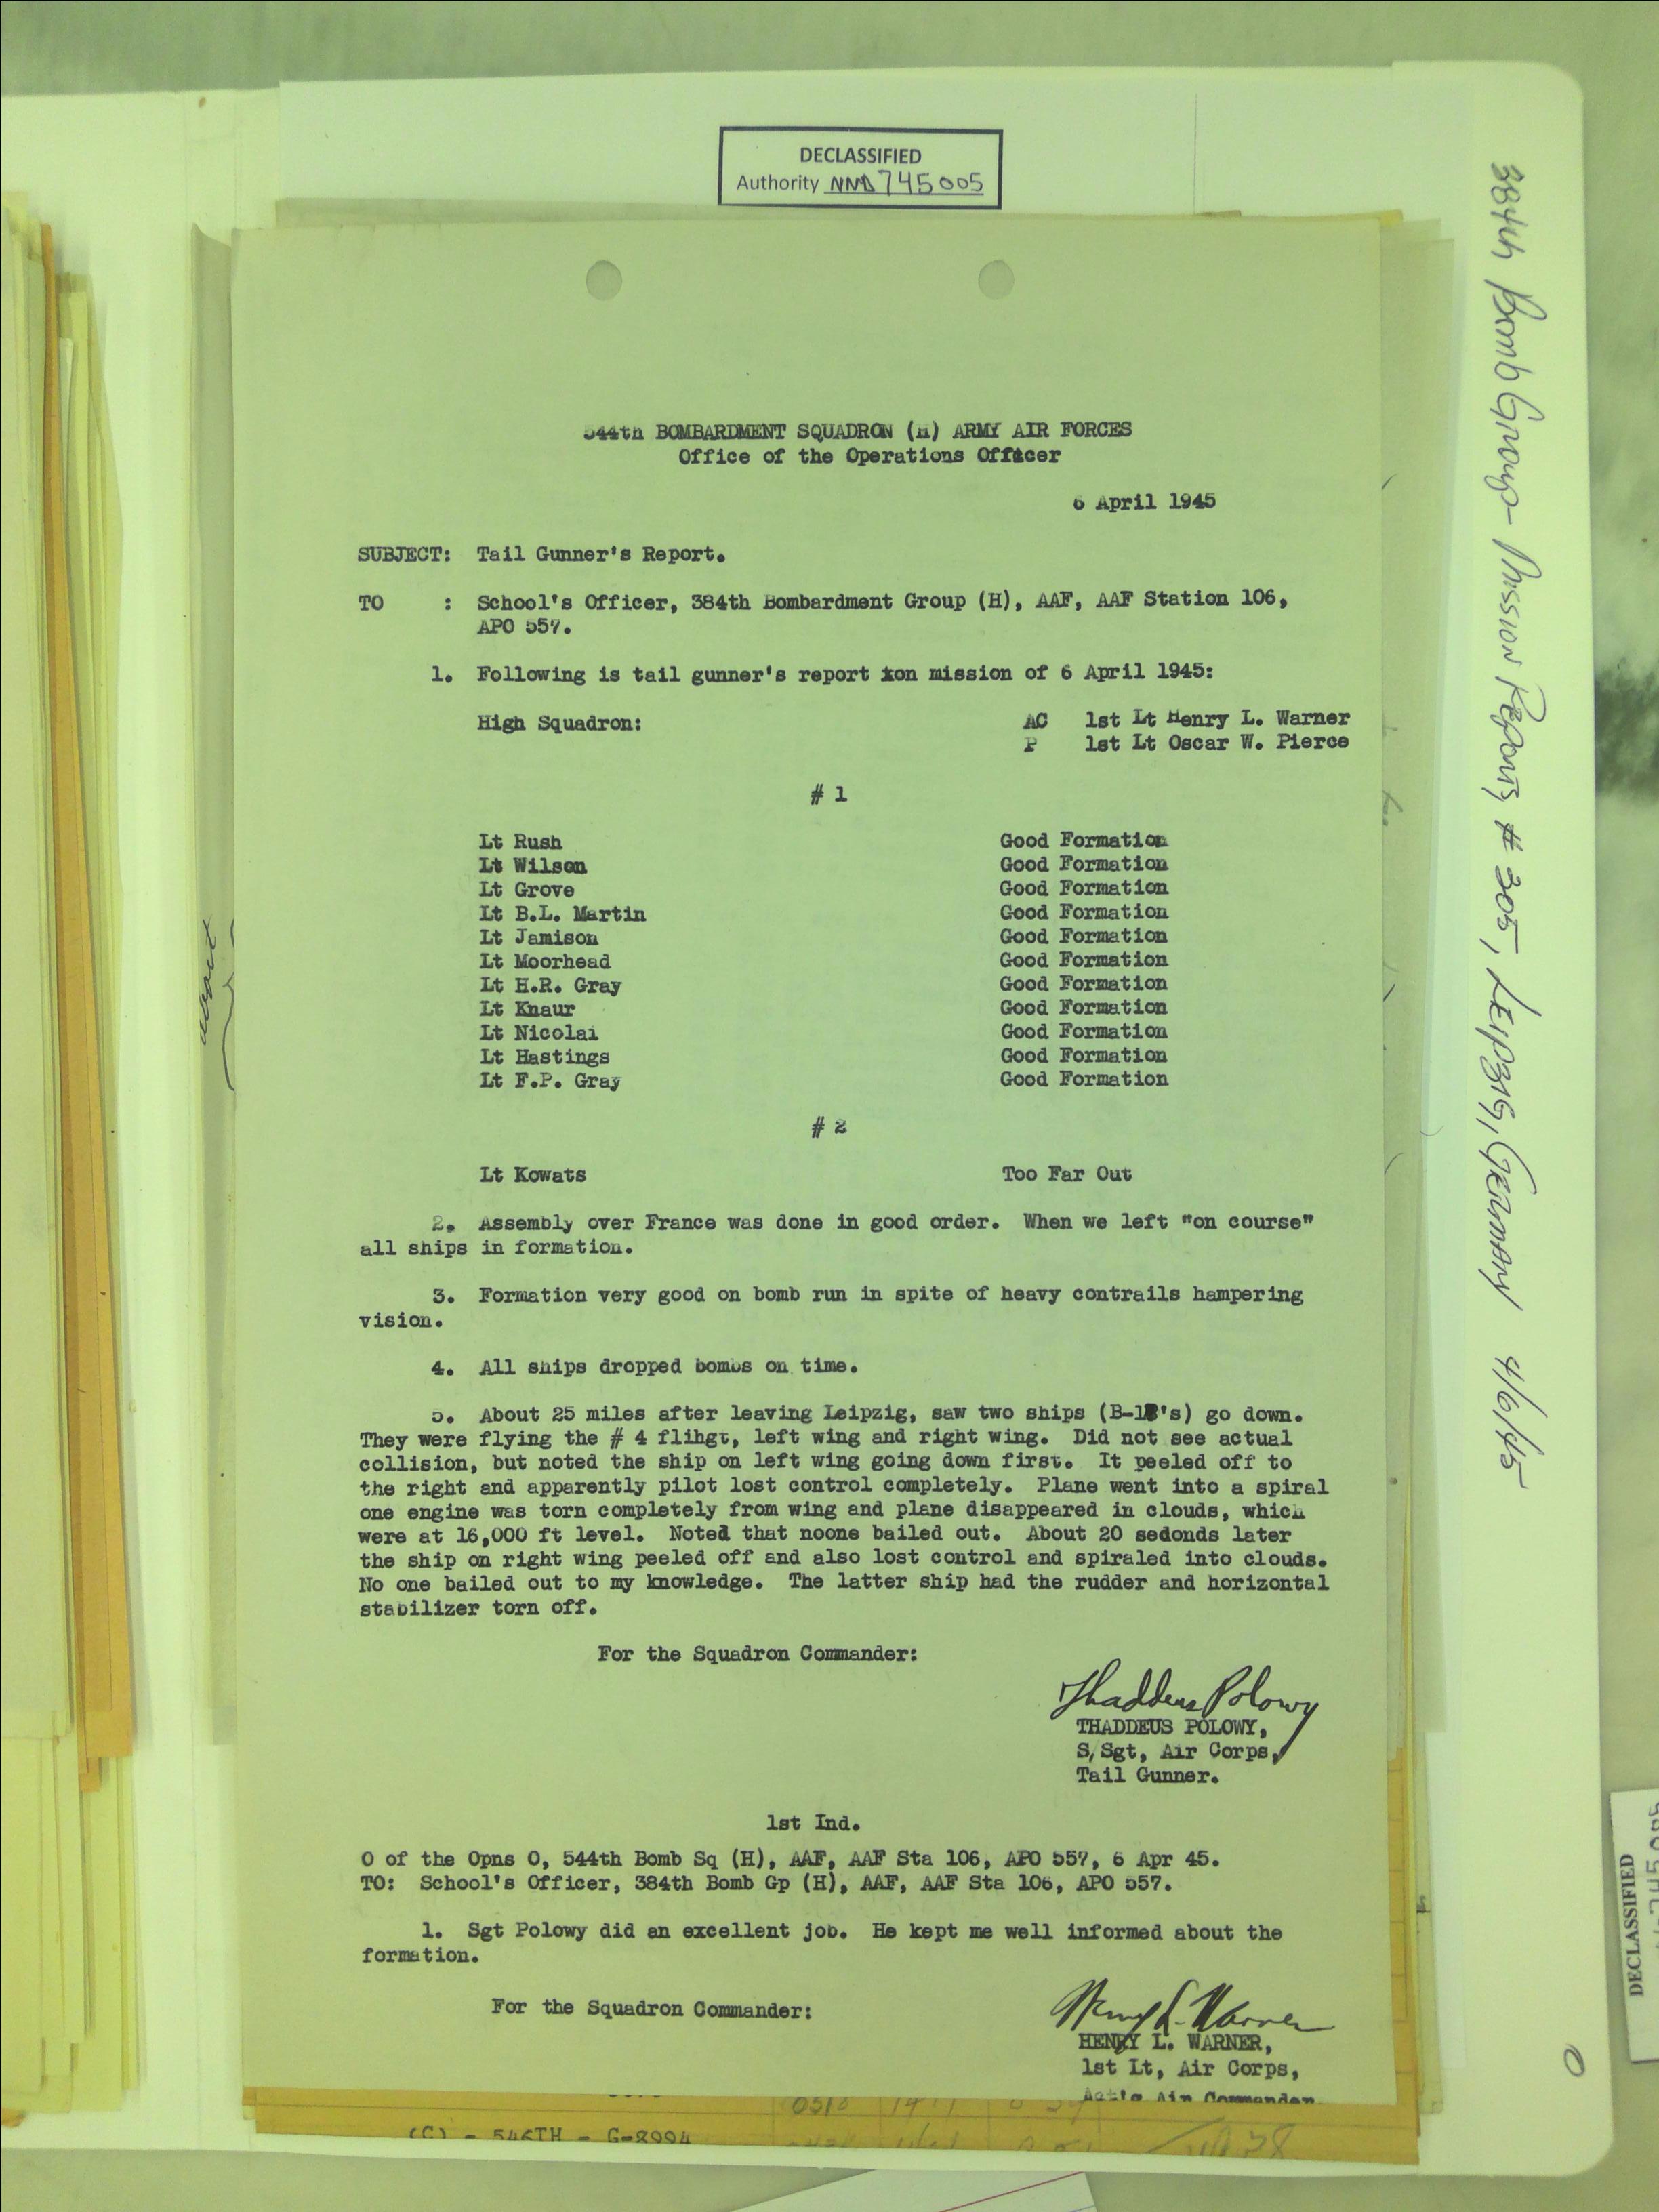 DECLASSIFIED
Authority NND 745005
384th Bomb Group - Mission Reports # 305, Leipzig, Germany 4/6/45
544th BOMBARDMENT SQUADRON (H) ARMY AIR FORCES
Office of the Operations Officer
6 April 1945
SUBJECT: Tail Gunner's Report.
TO : School's Officer, 384th Bombardment Group (H), AAF, AAF Station 106,
APO 557.
1. Following is tail gunner's report xon mission of 6 April 1945:
High Squadron: AC 1st Lt Henry L. Warner
P 1st Lt Oscar W. Pierce
# 1
Lt Rush Good Formation
Lt Wilson Good Formation
Lt Grove Good Formation
Lt B.L. Martin Good Formation
Lt Jamison Good Formation
Lt Moorhead Good Formation
Lt H.R. Gray Good Formation
Lt Knaur Good Formation
Lt Nicolai Good Formation
Lt Hastings Good Formation
Lt F.P. Gray Good Formation
# 2
Lt Kowats Too Far Out
2. Assembly over France was done in good order. When we left "on course"
all ships in formation.
3. Formation very good on bomb run in spite of heavy contrails hampering
vision.
4. All ships dropped bombs on time.
5. About 25 miles after leaving Leipzig, saw two ships (B-17's) go down.
They were flying the # 4 flihgt, left wing and right wing. Did not see actual
collision, but noted the ship on left wing going down first. It peeled off to
the right and apparently pilot lost control completely. Plane went into a spiral
one engine was torn completely from wing and plane disappeared in clouds, which
were at 16,000 ft level. Noted that noone bailed out. About 20 sedonds later
the ship on right wing peeled off and also lost control and spiraled into clouds.
No one bailed out to my knowledge. The latter ship had the rudder and horizontal
stabilizer torn off.
For the Squadron Commander:
Thaddeus Polowy
THADDEUS POLOWY,
S/Sgt, Air Corps,
Tail Gunner.
1st Ind.
O of the Opns O, 544th Bomb Sq (H), AAF, AAF Sta 106, APO 557, 6 Apr 45.
TO: School's Officer, 384th Bomb Gp (H), AAF, AAF Sta 106, APO 557.
1. Sgt Polowy did an excellent job. He kept me well informed about the
formation.
For the Squadron Commander:
Henry L. Warner
HENRY L. WARNER,
1st Lt, Air Corps,
Ass't Air Commander.
(C) - 546TH - G-8994
DECLASSIFIED